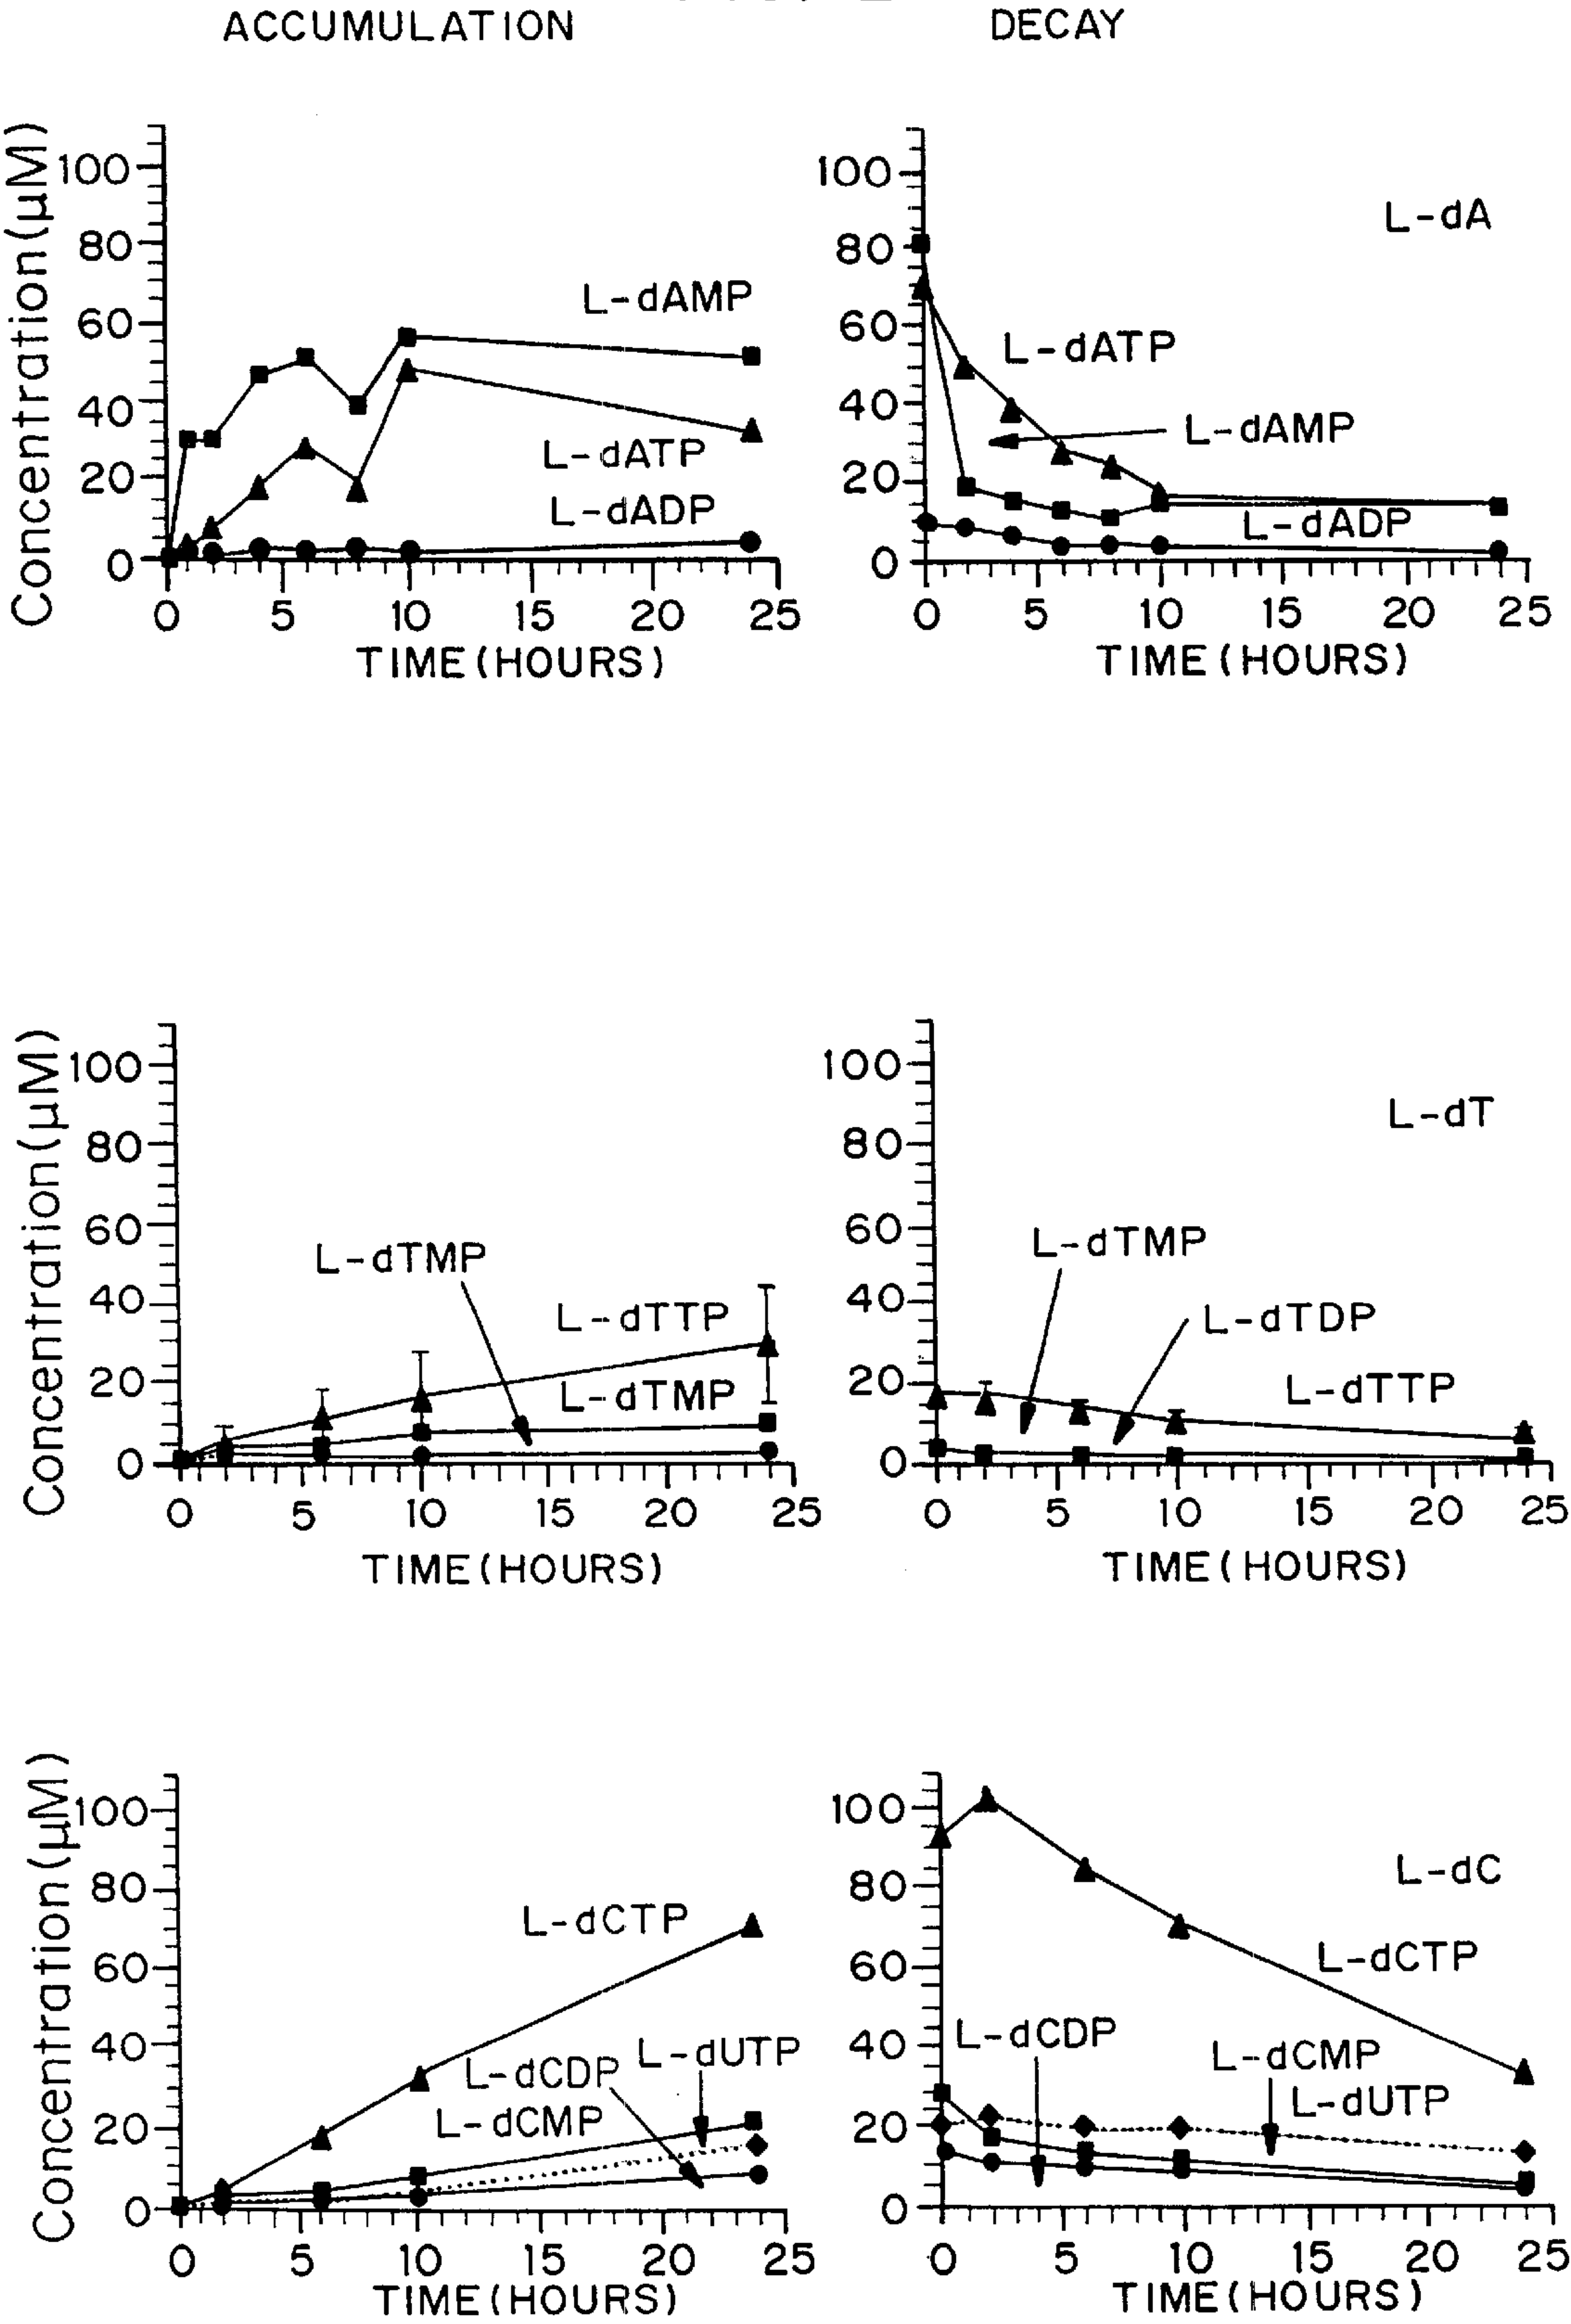 ACCUMULATION DECAY
Concentration (μM)
100
80
60
40
20
0
L-dAMP
L-dATP
L-dADP
0 5 10 15 20 25
TIME (HOURS)
100
80
60
40
20
0
L-dA
L-dATP
L-dAMP
L-dADP
0 5 10 15 20 25
TIME (HOURS)
Concentration (μM)
100
80
60
40
20
0
L-dTMP
L-dTTP
L-dTMP
0 5 10 15 20 25
TIME (HOURS)
100
80
60
40
20
0
L-dT
L-dTMP
L-dTDP
L-dTTP
0 5 10 15 20 25
TIME (HOURS)
Concentration (μM)
100
80
60
40
20
0
L-dCTP
L-dUTP
L-dCDP
L-dCMP
0 5 10 15 20 25
TIME (HOURS)
100
80
60
40
20
0
L-dC
L-dCTP
L-dCDP
L-dCMP
L-dUTP
0 5 10 15 20 25
TIME (HOURS)